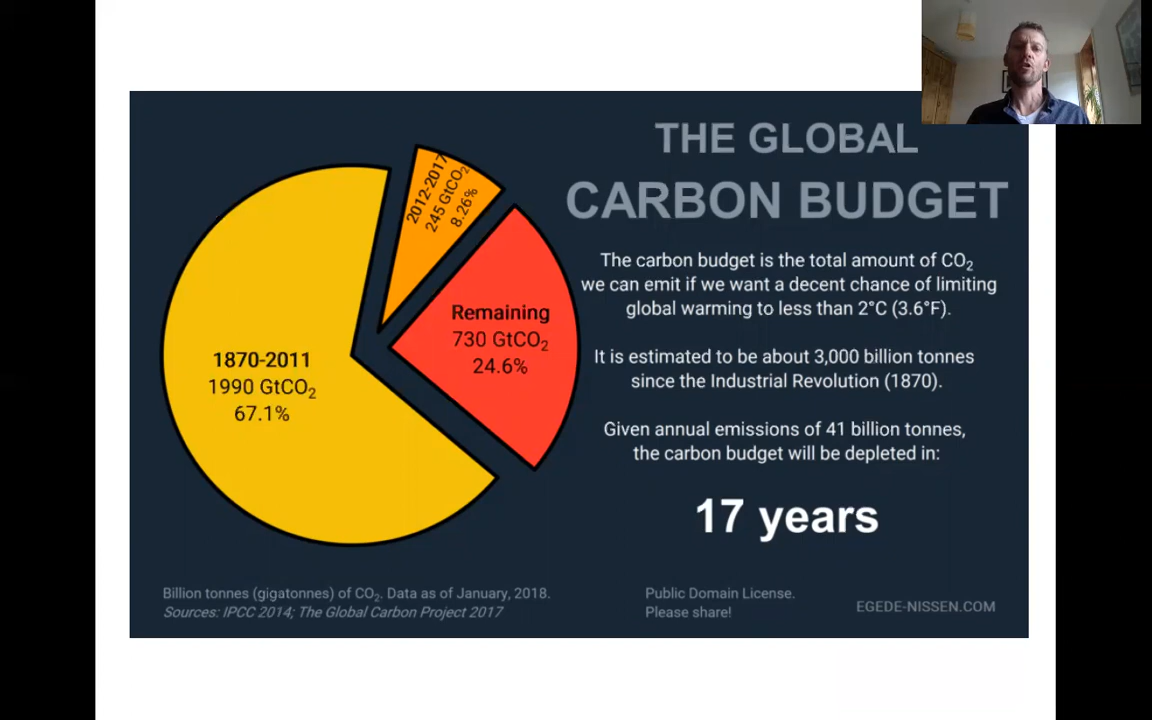 THE GLOBAL
CARBON BUDGET
2012-2017
245 GtCO₂
8.26%
Remaining
730 GtCO₂
24.6%
1870-2011
1990 GtCO₂
67.1%
The carbon budget is the total amount of CO₂
we can emit if we want a decent chance of limiting
global warming to less than 2°C (3.6°F).
It is estimated to be about 3,000 billion tonnes
since the Industrial Revolution (1870).
Given annual emissions of 41 billion tonnes,
the carbon budget will be depleted in:
17 years
Billion tonnes (gigatonnes) of CO₂. Data as of January, 2018.
Sources: IPCC 2014; The Global Carbon Project 2017
Public Domain License.
Please share!
EGEDE-NISSEN.COM